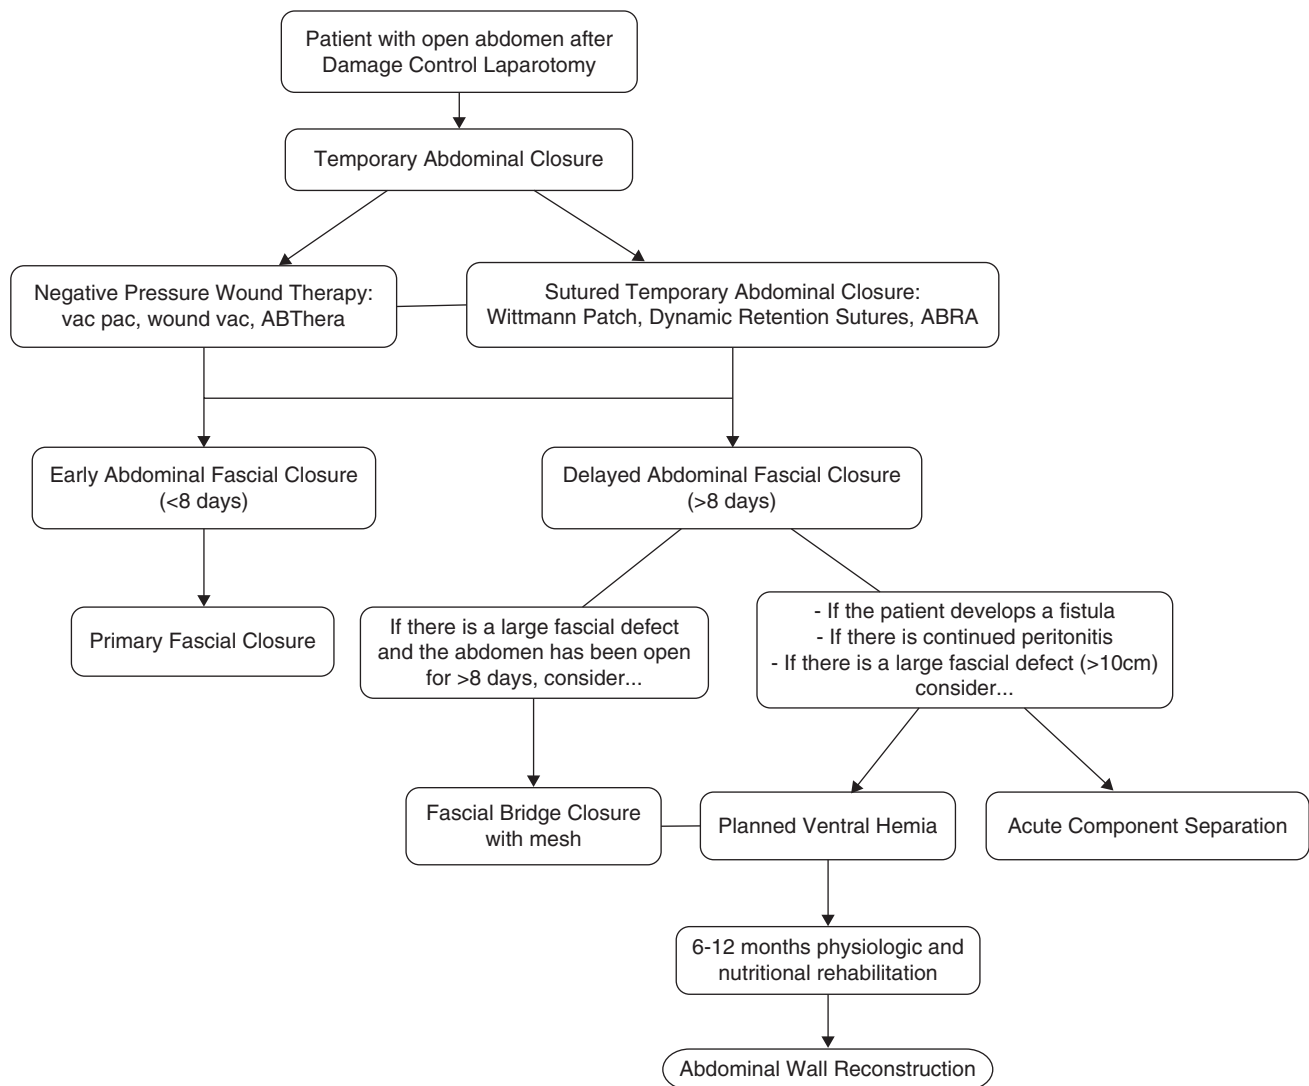 Patient with open abdomen after
Damage Control Laparotomy
Temporary Abdominal Closure
Negative Pressure Wound Therapy:
vac pac, wound vac, ABThera
Sutured Temporary Abdominal Closure:
Wittmann Patch, Dynamic Retention Sutures, ABRA
Early Abdominal Fascial Closure
(<8 days)
Delayed Abdominal Fascial Closure
(>8 days)
Primary Fascial Closure
If there is a large fascial defect
and the abdomen has been open
for >8 days, consider...
- If the patient develops a fistula
- If there is continued peritonitis
- If there is a large fascial defect (>10cm)
consider...
Fascial Bridge Closure
with mesh
Planned Ventral Hemia
Acute Component Separation
6-12 months physiologic and
nutritional rehabilitation
Abdominal Wall Reconstruction